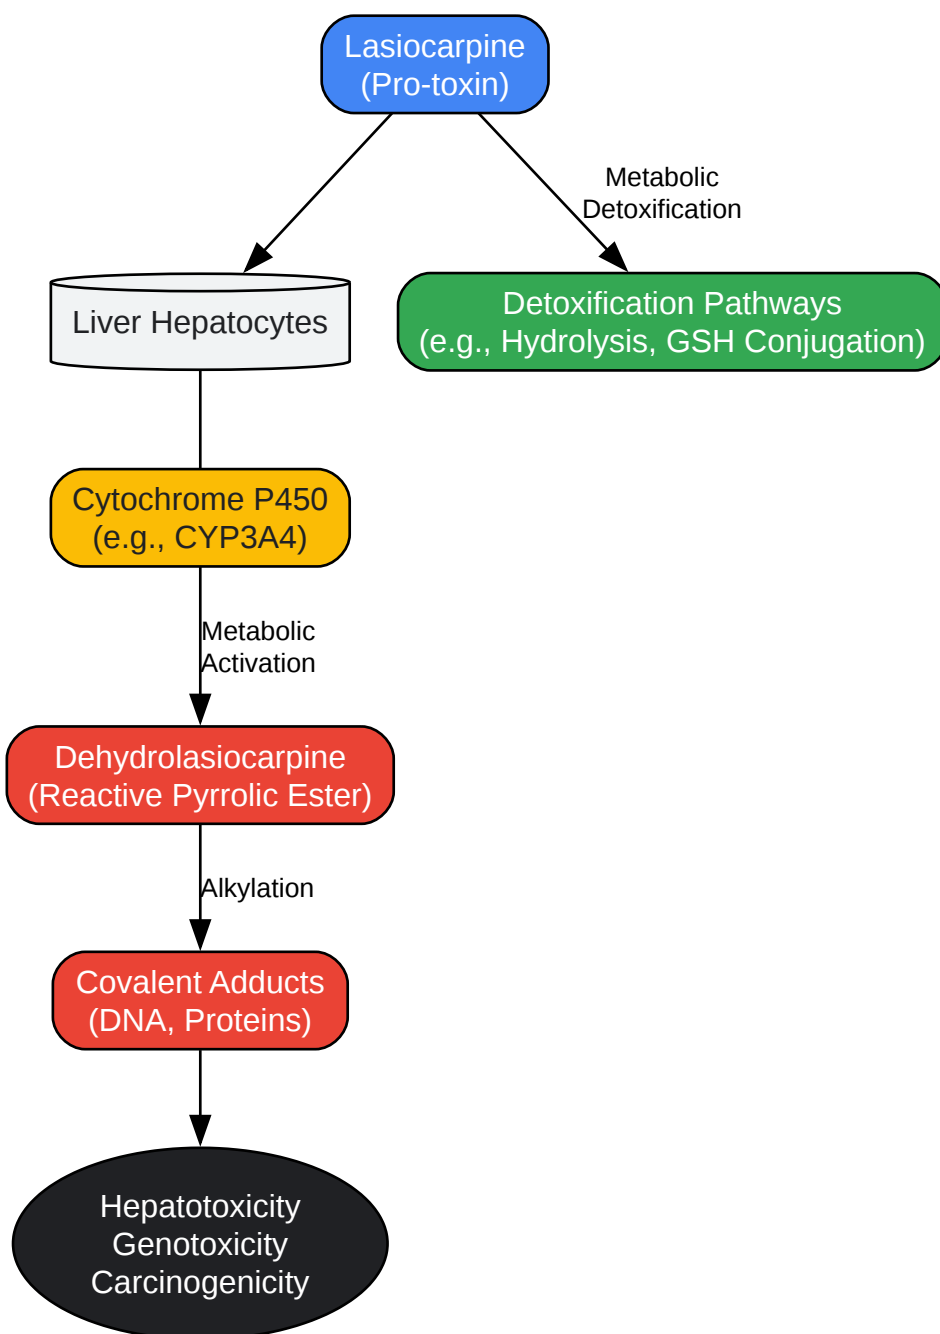 Lasiocarpine
(Pro-toxin)
Metabolic
Detoxification
Liver Hepatocytes
Detoxification Pathways
(e.g., Hydrolysis, GSH Conjugation)
Cytochrome P450
(e.g., CYP3A4)
Metabolic
Activation
Dehydrolasiocarpine
(Reactive Pyrrolic Ester)
Alkylation
Covalent Adducts
(DNA, Proteins)
Hepatotoxicity
Genotoxicity
Carcinogenicity